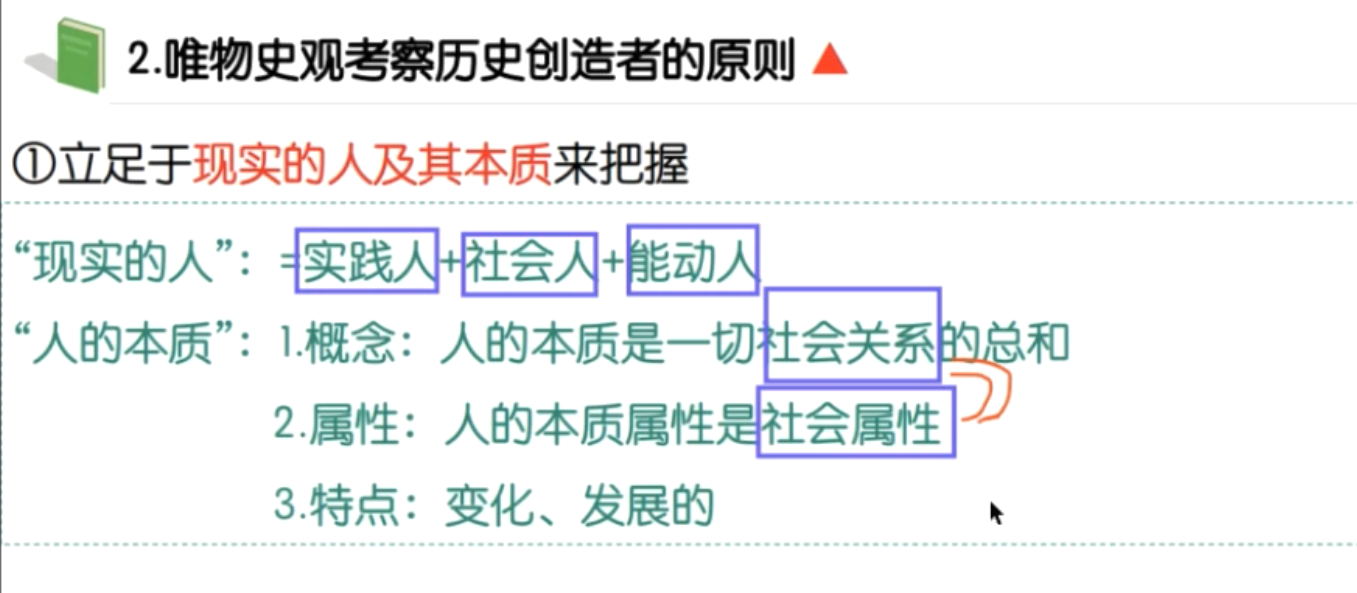 2.唯物史观考察历史创造者的原则
①立足于现实的人及其本质来把握
“现实的人”：=实践人+社会人+能动人
“人的本质”：1.概念：人的本质是一切社会关系的总和
2.属性：人的本质属性是社会属性
3.特点：变化、发展的